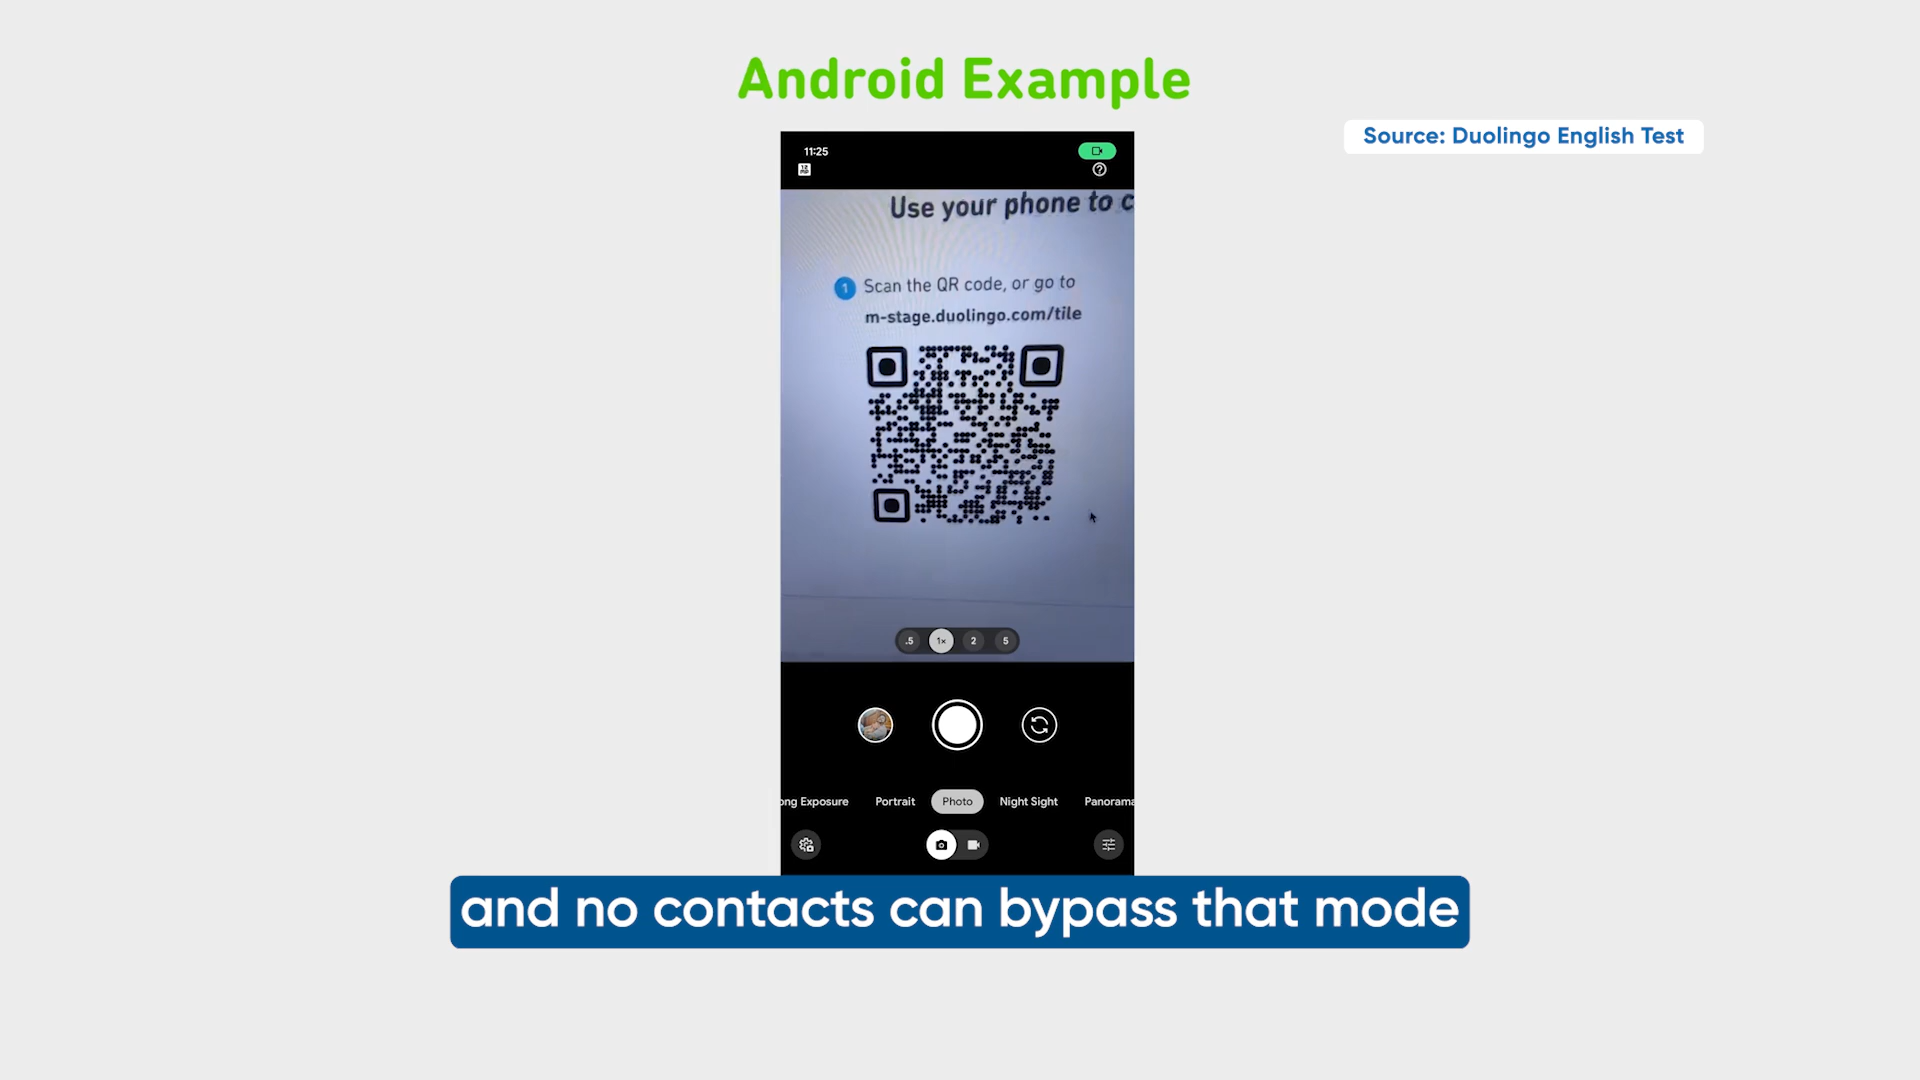 Android Example
Source: Duolingo English Test
11:25
12
MP
Use your phone to c
1 Scan the QR code, or go to
m-stage.duolingo.com/tile
.5 1× 2 5
ong Exposure Portrait Photo Night Sight Panorama
and no contacts can bypass that mode